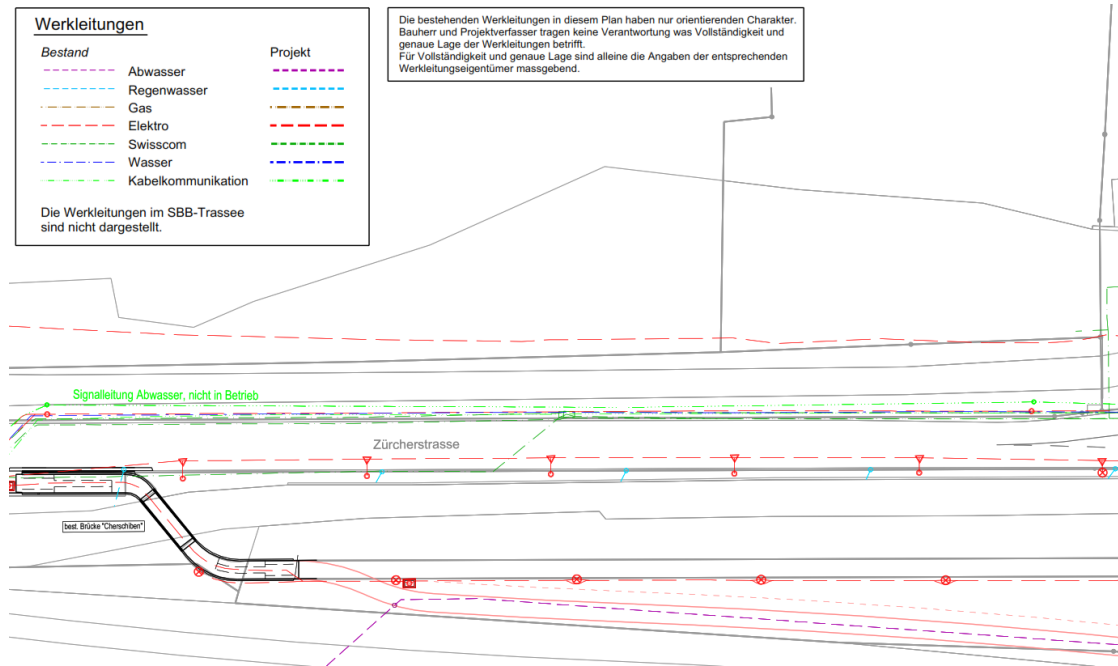 Werkleitungen
Bestand Projekt
Abwasser
Regenwasser
Gas
Elektro
Swisscom
Wasser
Kabelkommunikation
Die Werkleitungen im SBB-Trassee
sind nicht dargestellt.
Die bestehenden Werkleitungen in diesem Plan haben nur orientierenden Charakter.
Bauherr und Projektverfasser tragen keine Verantwortung was Vollständigkeit und
genaue Lage der Werkleitungen betrifft.
Für Vollständigkeit und genaue Lage sind alleine die Angaben der entsprechenden
Werkleitungseigentümer massgebend.
Signalleitung Abwasser, nicht in Betrieb
Zürcherstrasse
best. Brücke "Cherschiben"